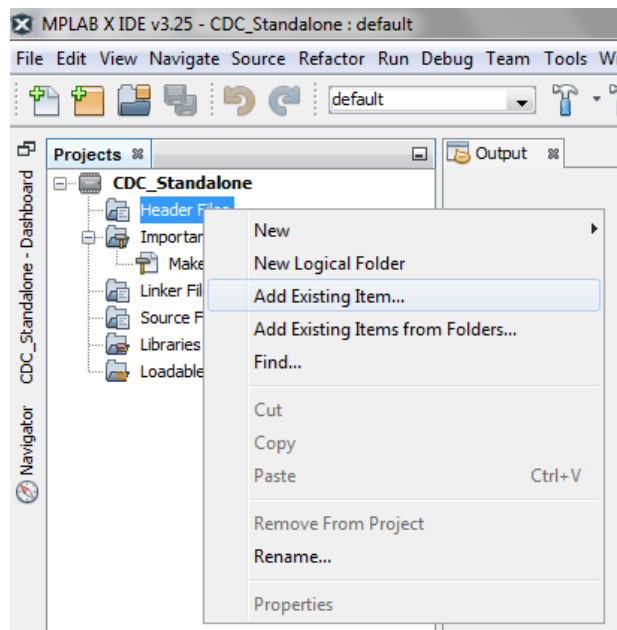 MPLAB X IDE v3.25 - CDC_Standalone : default
File Edit View Navigate Source Refactor Run Debug Team Tools
default
Projects
Output
CDC_Standalone
Header Files
Makefile
Linker
Source
Libraries
Loadable
New
New Logical Folder
Add Existing Item...
Add Existing Items from Folders...
Find...
Cut
Copy
Paste Ctrl+V
Remove From Project
Rename...
Properties
CDC_Standalone - Dashboard
Navigator